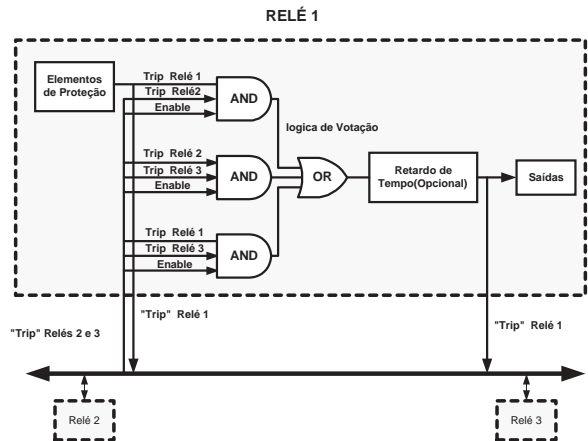 RELÉ 1
Elementos
de Proteção
Trip Relé 1
Trip Relé2
Enable
AND
logica de Votação
Trip Relé 2
Trip Relé 3
Enable
AND
OR
Retardo de
Tempo(Opcional)
Saídas
Trip Relé 1
Trip Relé 3
Enable
AND
"Trip" Relés 2 e 3
"Trip" Relé 1
"Trip" Relé 1
Relé 2
Relé 3